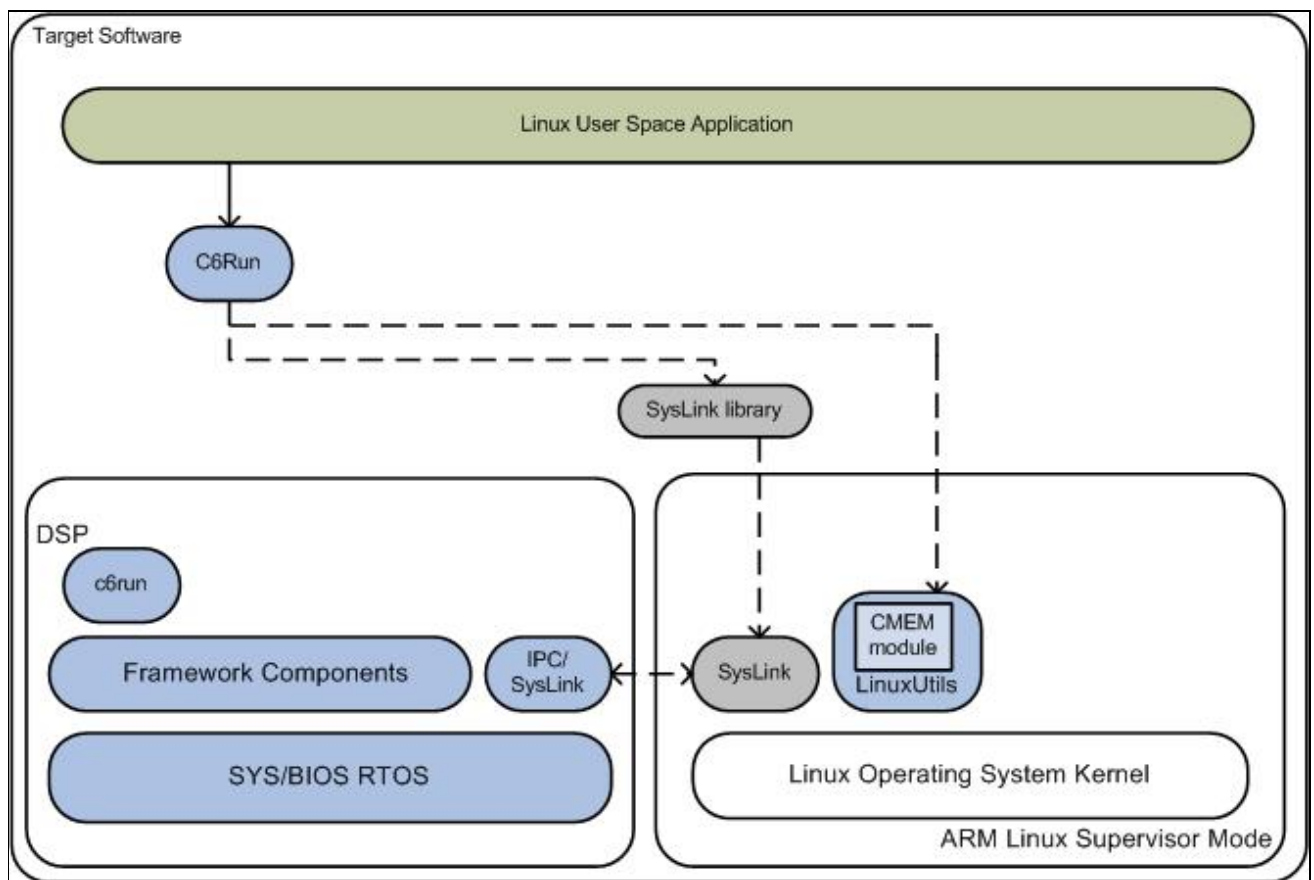 Target Software
Linux User Space Application
C6Run
SysLink library
DSP
c6run
Framework Components
IPC/
SysLink
SYS/BIOS RTOS
SysLink
CMEM
module
LinuxUtils
Linux Operating System Kernel
ARM Linux Supervisor Mode